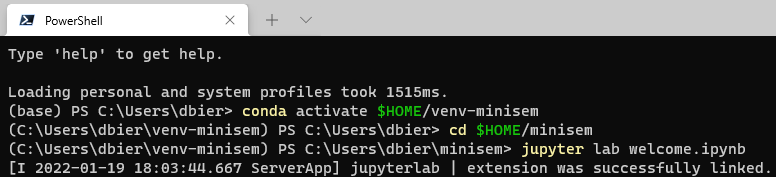 PowerShell
Type 'help' to get help.
Loading personal and system profiles took 1515ms.
(base) PS C:\Users\dbier> conda activate $HOME/venv-minisem
(C:\Users\dbier\venv-minisem) PS C:\Users\dbier> cd $HOME/minisem
(C:\Users\dbier\venv-minisem) PS C:\Users\dbier\minisem> jupyter lab welcome.ipynb
[I 2022-01-19 18:03:44.667 ServerApp] jupyterlab | extension was successfully linked.